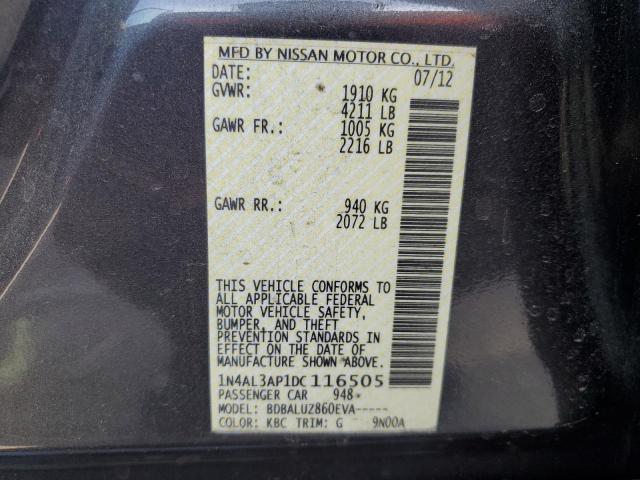 MFD BY NISSAN MOTOR CO., LTD.
DATE: 07/12
GVWR: 1910 KG
4211 LB
GAWR FR.: 1005 KG
2216 LB
GAWR RR.: 940 KG
2072 LB
THIS VEHICLE CONFORMS TO
ALL APPLICABLE FEDERAL
MOTOR VEHICLE SAFETY,
BUMPER, AND THEFT
PREVENTION STANDARDS IN
EFFECT ON THE DATE OF
MANUFACTURE SHOWN ABOVE.
1N4AL3AP1DC116505
PASSENGER CAR 948*
MODEL: BDBALUZ860EVA-----
COLOR: KBC TRIM: G 9N00A